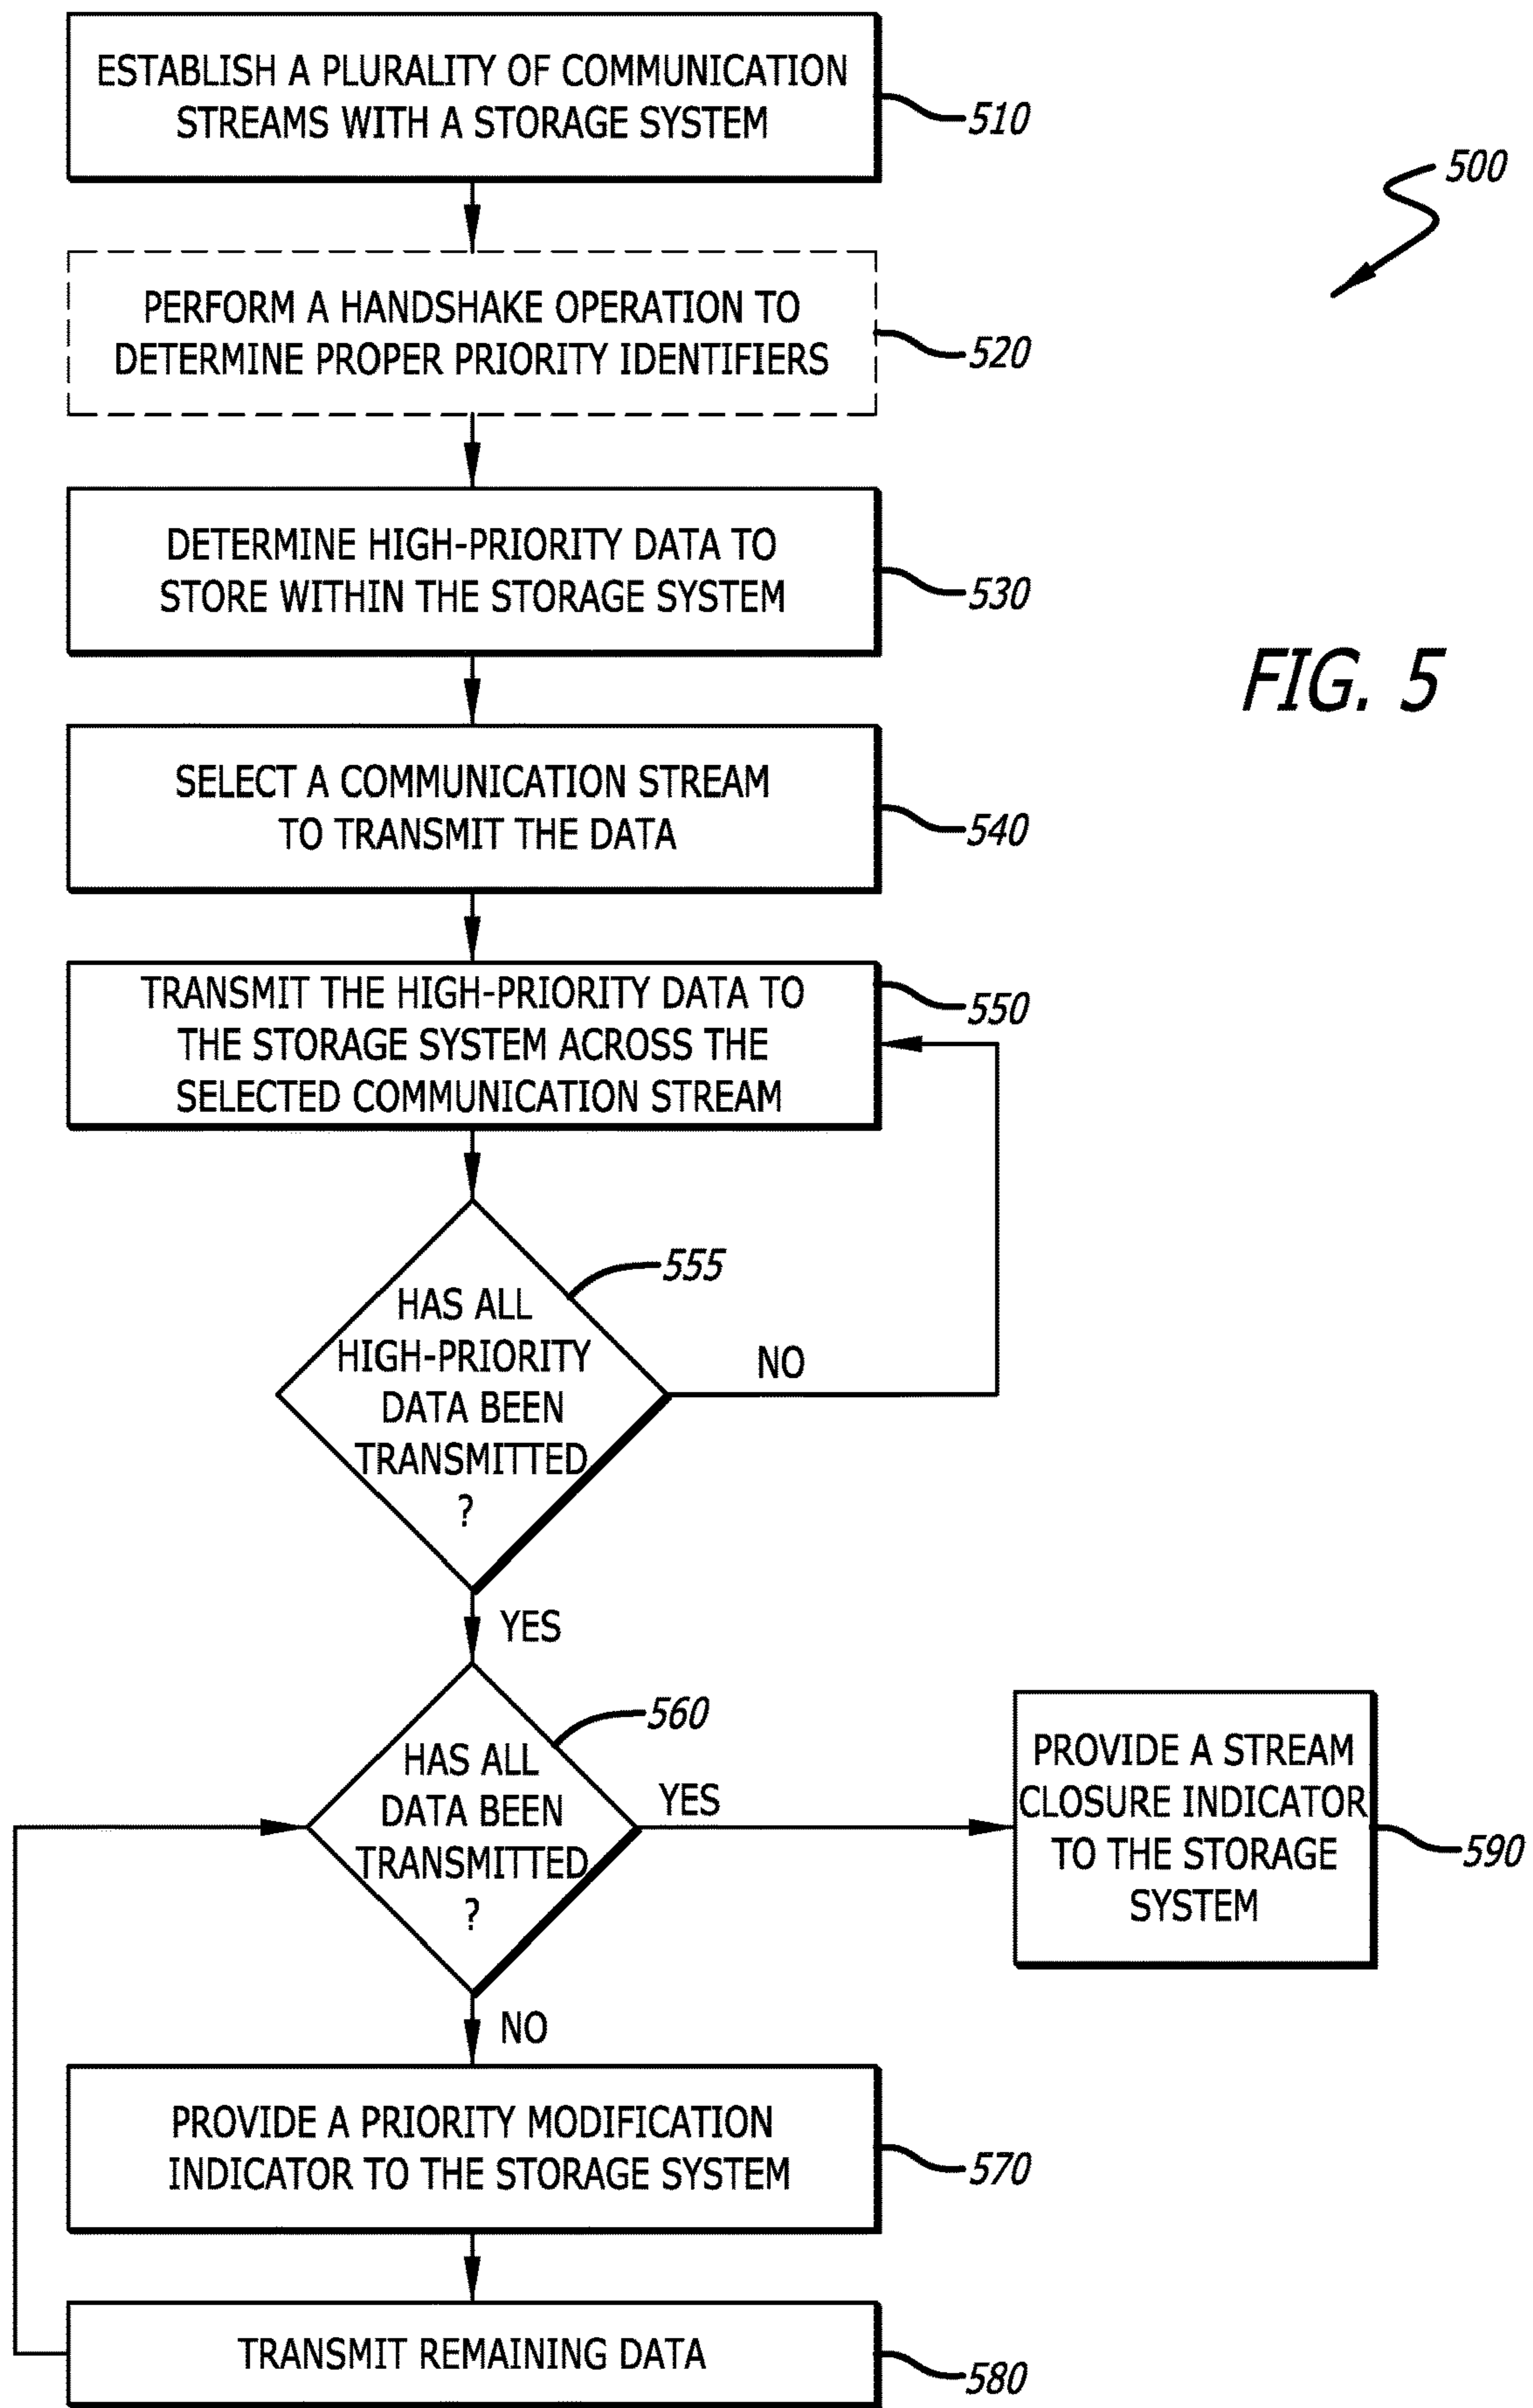 ESTABLISH A PLURALITY OF COMMUNICATION
STREAMS WITH A STORAGE SYSTEM
510
500
PERFORM A HANDSHAKE OPERATION TO
DETERMINE PROPER PRIORITY IDENTIFIERS
520
DETERMINE HIGH-PRIORITY DATA TO
STORE WITHIN THE STORAGE SYSTEM
530
FIG. 5
SELECT A COMMUNICATION STREAM
TO TRANSMIT THE DATA
540
TRANSMIT THE HIGH-PRIORITY DATA TO
THE STORAGE SYSTEM ACROSS THE
SELECTED COMMUNICATION STREAM
550
HAS ALL
HIGH-PRIORITY
DATA BEEN
TRANSMITTED
?
555
NO
YES
HAS ALL
DATA BEEN
TRANSMITTED
?
560
YES
PROVIDE A STREAM
CLOSURE INDICATOR
TO THE STORAGE
SYSTEM
590
NO
PROVIDE A PRIORITY MODIFICATION
INDICATOR TO THE STORAGE SYSTEM
570
TRANSMIT REMAINING DATA
580